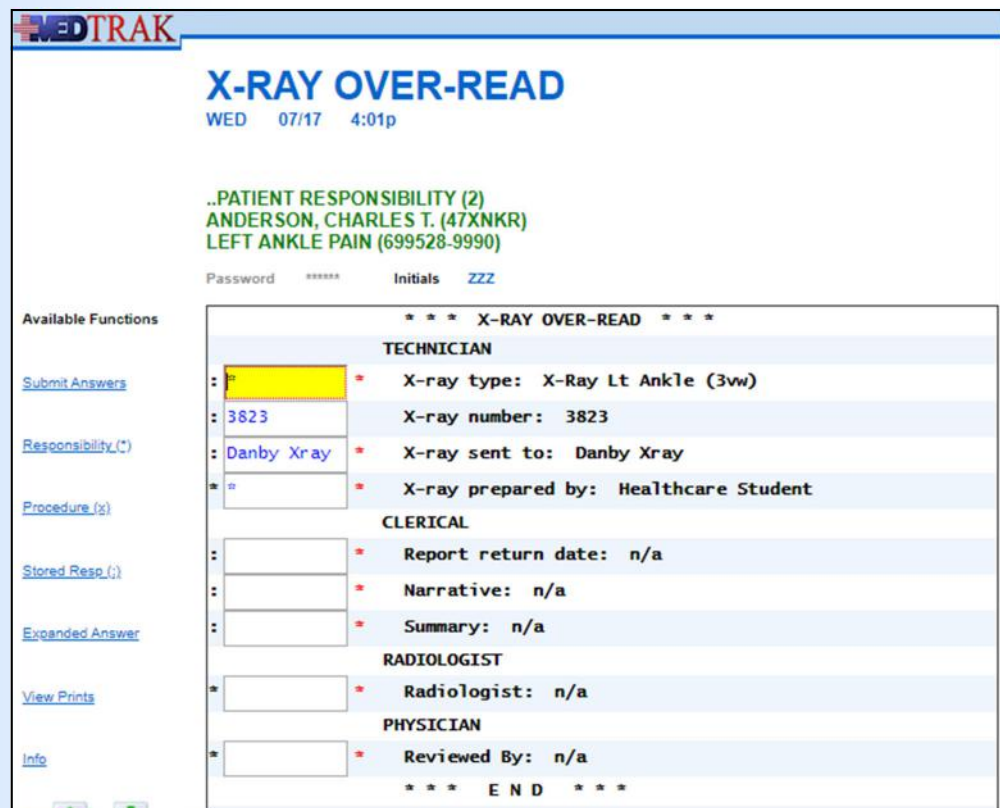 MEDTRAK
X-RAY OVER-READ
WED 07/17 4:01p
..PATIENT RESPONSIBILITY (2)
ANDERSON, CHARLES T. (47XNKR)
LEFT ANKLE PAIN (699528-9990)
Password ****** Initials ZZZ
Available Functions
Submit Answers
Responsibility (*)
Procedure (x)
Stored Resp (:)
Expanded Answer
View Prints
Info
* * * X-RAY OVER-READ * * *
TECHNICIAN
: * * X-ray type: X-Ray Lt Ankle (3vw)
: 3823 X-ray number: 3823
: Danby Xray * X-ray sent to: Danby Xray
* * * X-ray prepared by: Healthcare Student
CLERICAL
: * Report return date: n/a
: * Narrative: n/a
: * Summary: n/a
RADIOLOGIST
* * Radiologist: n/a
PHYSICIAN
* * Reviewed By: n/a
* * * E N D * * *